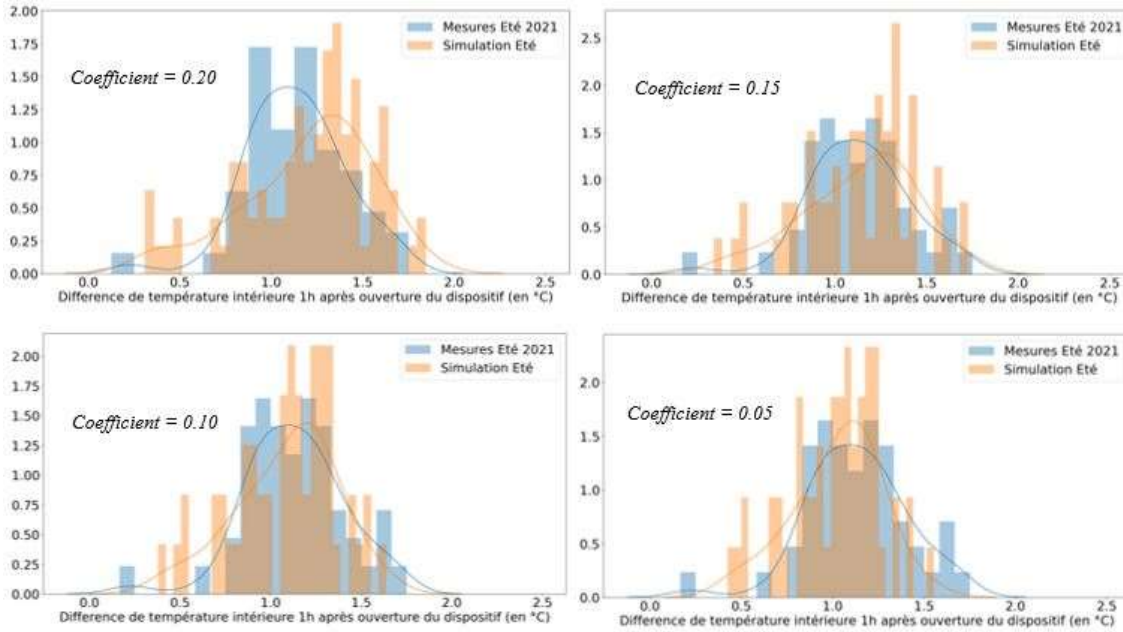 2.00
1.75
1.50
1.25
1.00
0.75
0.50
0.25
0.00
Mesures Eté 2021
Simulation Eté
Coefficient = 0.20
0.0 0.5 1.0 1.5 2.0 2.5
Difference de température intérieure 1h après ouverture du dispositif (en °C)
2.5
2.0
1.5
1.0
0.5
0.0
Mesures Eté 2021
Simulation Eté
Coefficient = 0.15
0.0 0.5 1.0 1.5 2.0 2.5
Difference de température intérieure 1h après ouverture du dispositif (en °C)
2.00
1.75
1.50
1.25
1.00
0.75
0.50
0.25
0.00
Mesures Eté 2021
Simulation Eté
Coefficient = 0.10
0.0 0.5 1.0 1.5 2.0 2.5
Difference de température intérieure 1h après ouverture du dispositif (en °C)
2.0
1.5
1.0
0.5
0.0
Mesures Eté 2021
Simulation Eté
Coefficient = 0.05
0.0 0.5 1.0 1.5 2.0 2.5
Difference de température intérieure 1h après ouverture du dispositif (en °C)